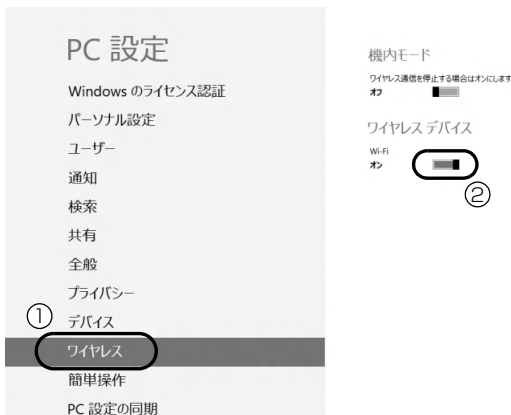 PC 設定
Windows のライセンス認証
パーソナル設定
ユーザー
通知
検索
共有
全般
プライバシー
①
デバイス
ワイヤレス
簡単操作
PC 設定の同期
機内モード
ワイヤレス通信を停止する場合はオンにします
オフ
ワイヤレス デバイス
Wi-Fi
オン
②